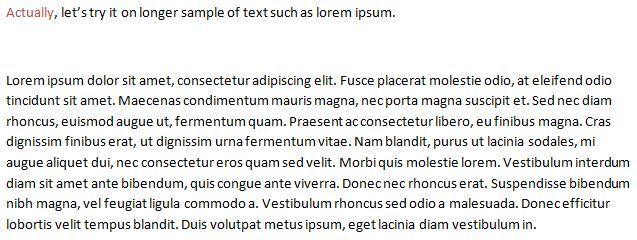 Actually, let's try it on longer sample of text such as lorem ipsum.
Lorem ipsum dolor sit amet, consectetur adipiscing elit. Fusce placerat molestie odio, at eleifend odio
tincidunt sit amet. Maecenas condimentum mauris magna, nec porta magna suscipit et. Sed nec diam
rhoncus, euismod augue ut, fermentum quam. Praesent ac consectetur libero, eu finibus magna. Cras
dignissim finibus erat, ut dignissim urna fermentum vitae. Nam blandit, purus ut lacinia sodales, mi
augue aliquet dui, nec consectetur eros quam sed velit. Morbi quis molestie lorem. Vestibulum interdum
diam sit amet ante bibendum, quis congue ante viverra. Donec nec rhoncus erat. Suspendisse bibendum
nibh magna, vel feugiat ligula commodo a. Vestibulum rhoncus sed odio a malesuada. Donec efficitur
lobortis velit tempus blandit. Duis volutpat metus ipsum, eget lacinia diam vestibulum in.